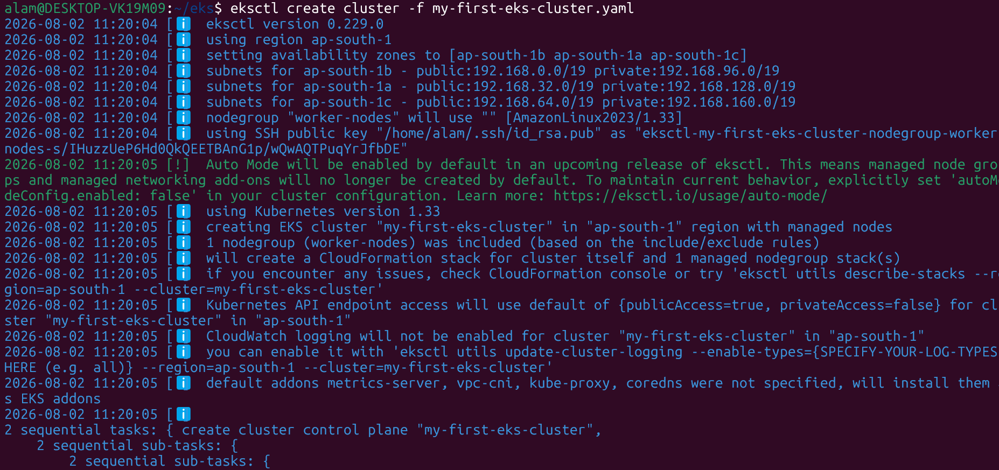 alam@DESKTOP-VK19M09:~/eks$ eksctl create cluster -f my-first-eks-cluster.yaml
2026-08-02 11:20:04 [ℹ]  eksctl version 0.229.0
2026-08-02 11:20:04 [ℹ]  using region ap-south-1
2026-08-02 11:20:04 [ℹ]  setting availability zones to [ap-south-1b ap-south-1a ap-south-1c]
2026-08-02 11:20:04 [ℹ]  subnets for ap-south-1b - public:192.168.0.0/19 private:192.168.96.0/19
2026-08-02 11:20:04 [ℹ]  subnets for ap-south-1a - public:192.168.32.0/19 private:192.168.128.0/19
2026-08-02 11:20:04 [ℹ]  subnets for ap-south-1c - public:192.168.64.0/19 private:192.168.160.0/19
2026-08-02 11:20:04 [ℹ]  nodegroup "worker-nodes" will use "" [AmazonLinux2023/1.33]
2026-08-02 11:20:04 [ℹ]  using SSH public key "/home/alam/.ssh/id_rsa.pub" as "eksctl-my-first-eks-cluster-nodegroup-worker
nodes-s/IHuzzUeP6Hd0QkQEETBAnG1p/wQwAQTPuqYrJfbDE"
2026-08-02 11:20:05 [!]  Auto Mode will be enabled by default in an upcoming release of eksctl. This means managed node gro
ps and managed networking add-ons will no longer be created by default. To maintain current behavior, explicitly set 'autoM
deConfig.enabled: false' in your cluster configuration. Learn more: https://eksctl.io/usage/auto-mode/
2026-08-02 11:20:05 [ℹ]  using Kubernetes version 1.33
2026-08-02 11:20:05 [ℹ]  creating EKS cluster "my-first-eks-cluster" in "ap-south-1" region with managed nodes
2026-08-02 11:20:05 [ℹ]  1 nodegroup (worker-nodes) was included (based on the include/exclude rules)
2026-08-02 11:20:05 [ℹ]  will create a CloudFormation stack for cluster itself and 1 managed nodegroup stack(s)
2026-08-02 11:20:05 [ℹ]  if you encounter any issues, check CloudFormation console or try 'eksctl utils describe-stacks --r
gion=ap-south-1 --cluster=my-first-eks-cluster'
2026-08-02 11:20:05 [ℹ]  Kubernetes API endpoint access will use default of {publicAccess=true, privateAccess=false} for cl
ster "my-first-eks-cluster" in "ap-south-1"
2026-08-02 11:20:05 [ℹ]  CloudWatch logging will not be enabled for cluster "my-first-eks-cluster" in "ap-south-1"
2026-08-02 11:20:05 [ℹ]  you can enable it with 'eksctl utils update-cluster-logging --enable-types={SPECIFY-YOUR-LOG-TYPES
HERE (e.g. all)} --region=ap-south-1 --cluster=my-first-eks-cluster'
2026-08-02 11:20:05 [ℹ]  default addons metrics-server, vpc-cni, kube-proxy, coredns were not specified, will install them
s EKS addons
2026-08-02 11:20:05 [ℹ]
2 sequential tasks: { create cluster control plane "my-first-eks-cluster",
    2 sequential sub-tasks: {
        2 sequential sub-tasks: {